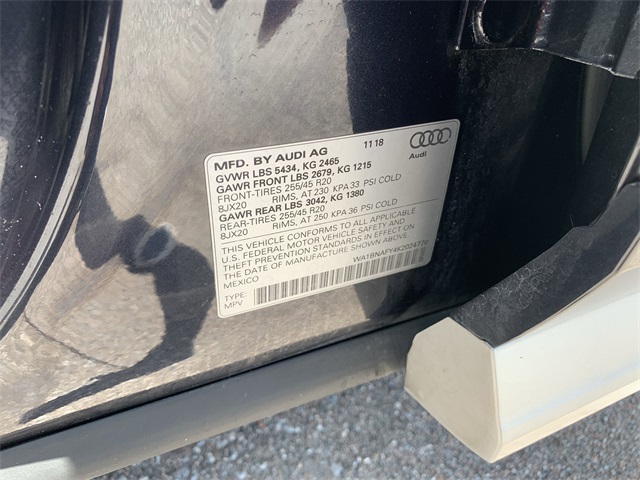 MFD. BY AUDI AG 11 18
GVWR LBS 5434, KG 2465
GAWR FRONT LBS 2679, KG 1215
FRONT-TIRES 255/45 R20
8JX20 RIMS, AT 230 KPA 33 PSI COLD
GAWR REAR LBS 3042, KG 1380
REAR-TIRES 255/45 R20
8JX20 RIMS, AT 250 KPA 36 PSI COLD
THIS VEHICLE CONFORMS TO ALL APPLICABLE
U.S. FEDERAL MOTOR VEHICLE SAFETY AND
THEFT PREVENTION STANDARDS IN EFFECT ON
THE DATE OF MANUFACTURE SHOWN ABOVE
MEXICO
WA1BNAFY4K2024770
TYPE:
MPV
Audi